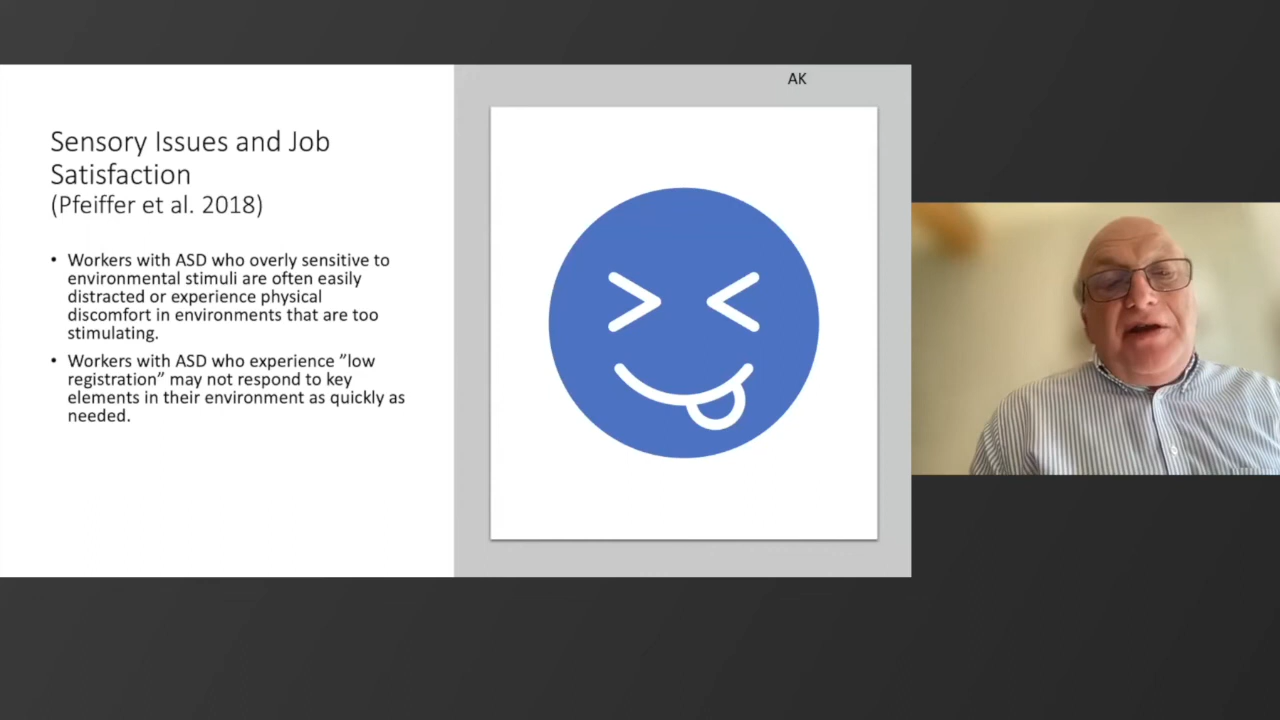 Sensory Issues and Job
Satisfaction
(Pfeiffer et al. 2018)
• Workers with ASD who overly sensitive to
environmental stimuli are often easily
distracted or experience physical
discomfort in environments that are too
stimulating.
• Workers with ASD who experience ”low
registration” may not respond to key
elements in their environment as quickly as
needed.
AK